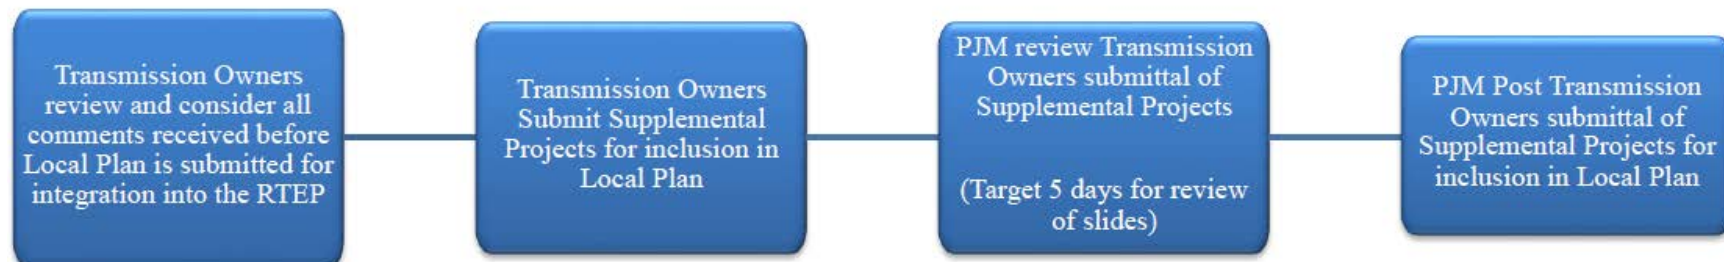 Transmission Owners
review and consider all
comments received before
Local Plan is submitted for
integration into the RTEP
Transmission Owners
Submit Supplemental
Projects for inclusion in
Local Plan
PJM review Transmission
Owners submittal of
Supplemental Projects
(Target 5 days for review
of slides)
PJM Post Transmission
Owners submittal of
Supplemental Projects for
inclusion in Local Plan